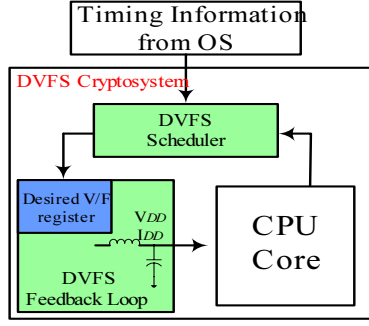 Timing Information
from OS
DVFS Cryptosystem
DVFS
Scheduler
Desired V/F
register
VDD
IDD
DVFS
Feedback Loop
CPU
Core